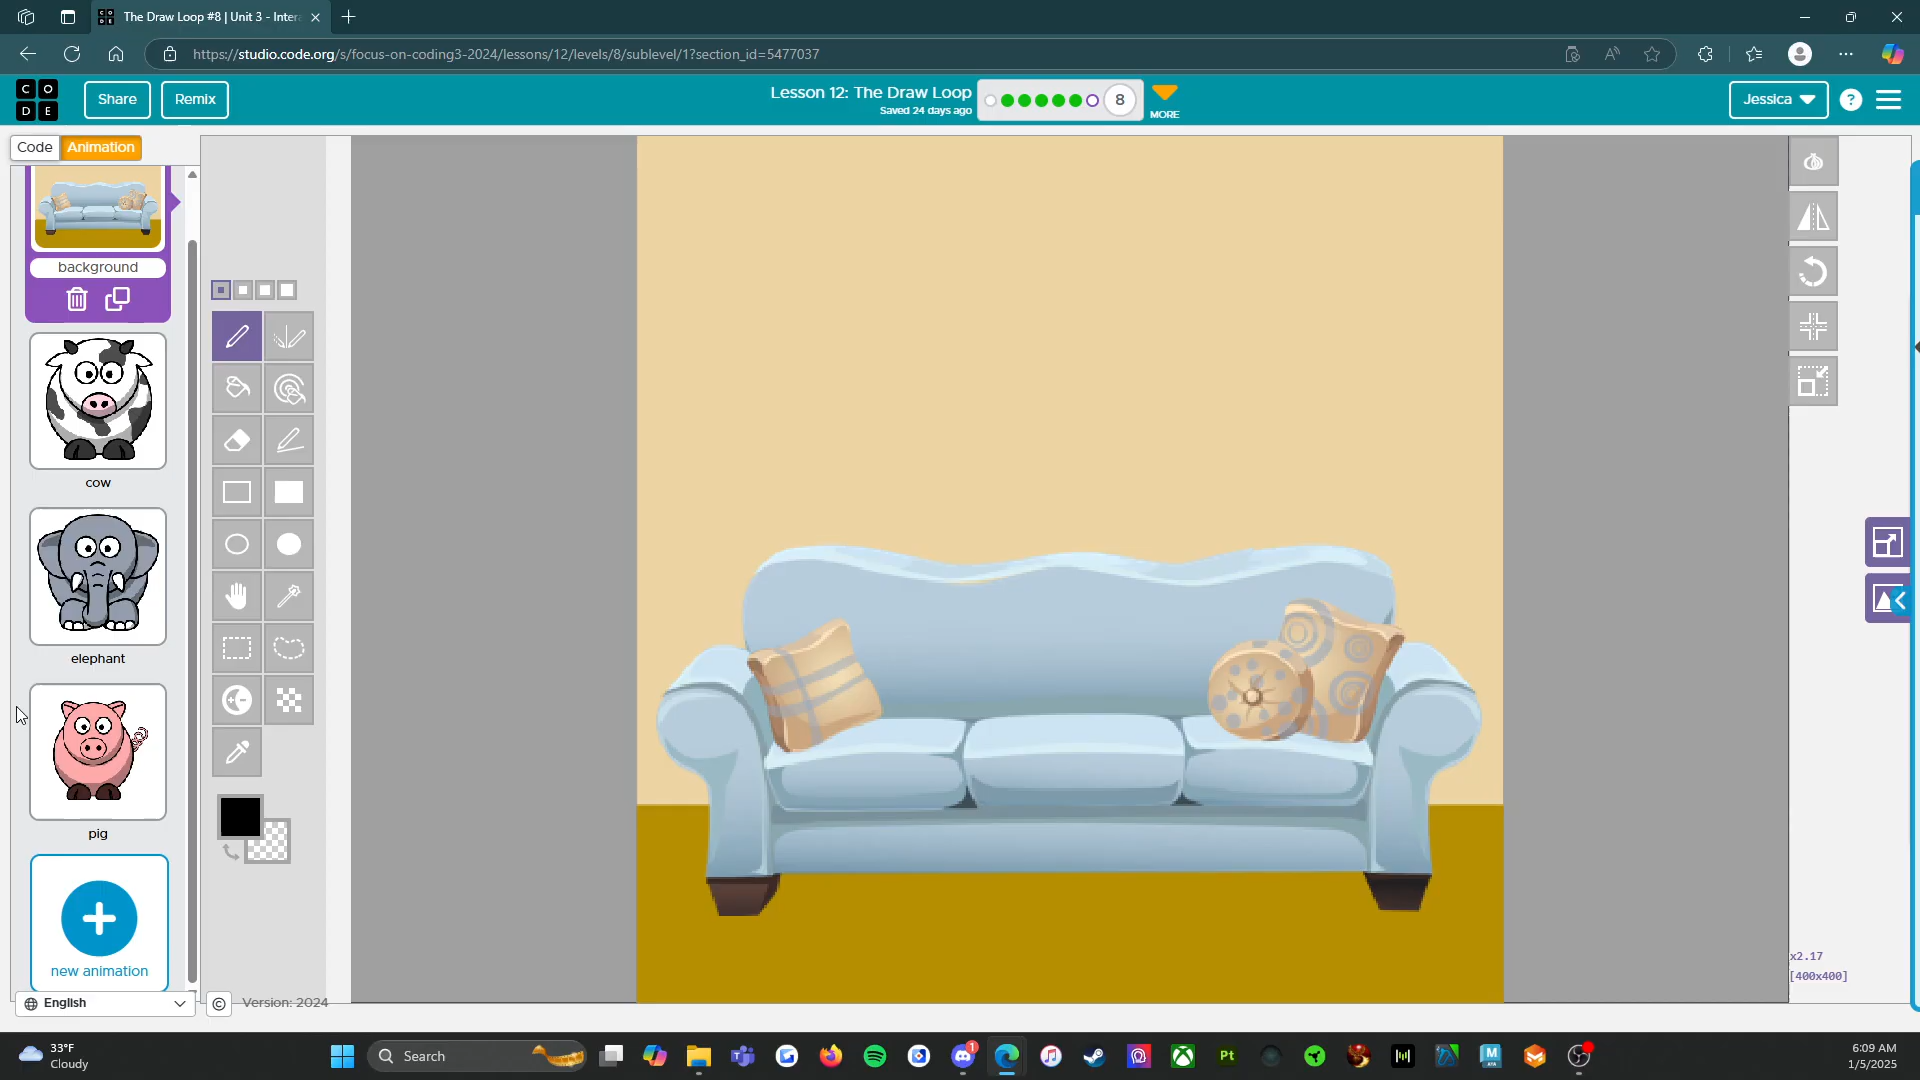 The Draw Loop #8 | Unit 3 - Inter
https://studio.code.org/s/focus-on-coding3-2024/lessons/12/levels/8/sublevel/1?section_id=5477037
C O
D E
Share
Remix
Lesson 12: The Draw Loop
Saved 24 days ago
8
MORE
Jessica
?
Code
Animation
background
cow
elephant
pig
new animation
x2.17
[400x400]
English
©
Version: 2024
33°F
Cloudy
Search
1
Pt
M
6:09 AM
1/5/2025